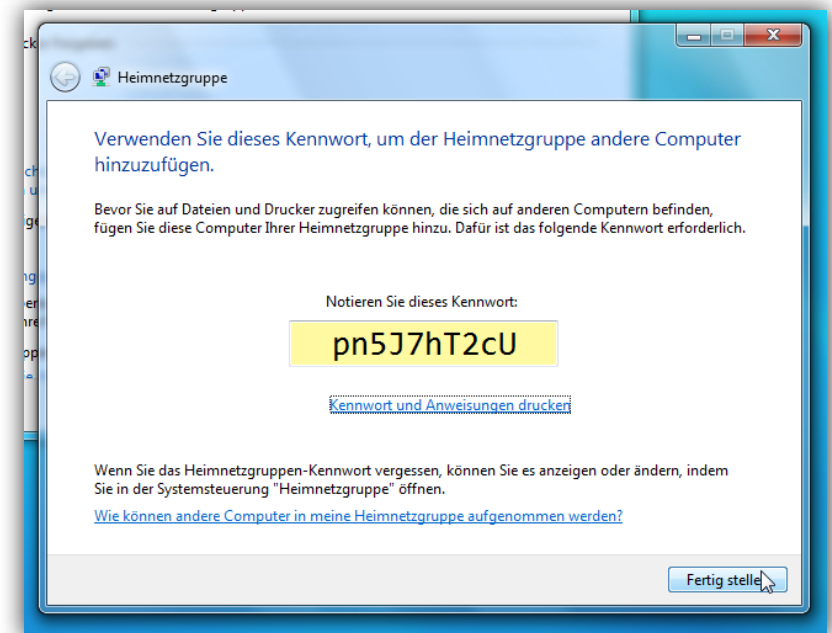 Heimnetzgruppe
Verwenden Sie dieses Kennwort, um der Heimnetzgruppe andere Computer
hinzuzufügen.
Bevor Sie auf Dateien und Drucker zugreifen können, die sich auf anderen Computern befinden,
fügen Sie diese Computer Ihrer Heimnetzgruppe hinzu. Dafür ist das folgende Kennwort erforderlich.
Notieren Sie dieses Kennwort:
pn5J7hT2cU
Kennwort und Anweisungen drucken
Wenn Sie das Heimnetzgruppen-Kennwort vergessen, können Sie es anzeigen oder ändern, indem
Sie in der Systemsteuerung "Heimnetzgruppe" öffnen.
Wie können andere Computer in meine Heimnetzgruppe aufgenommen werden?
Fertig stelle